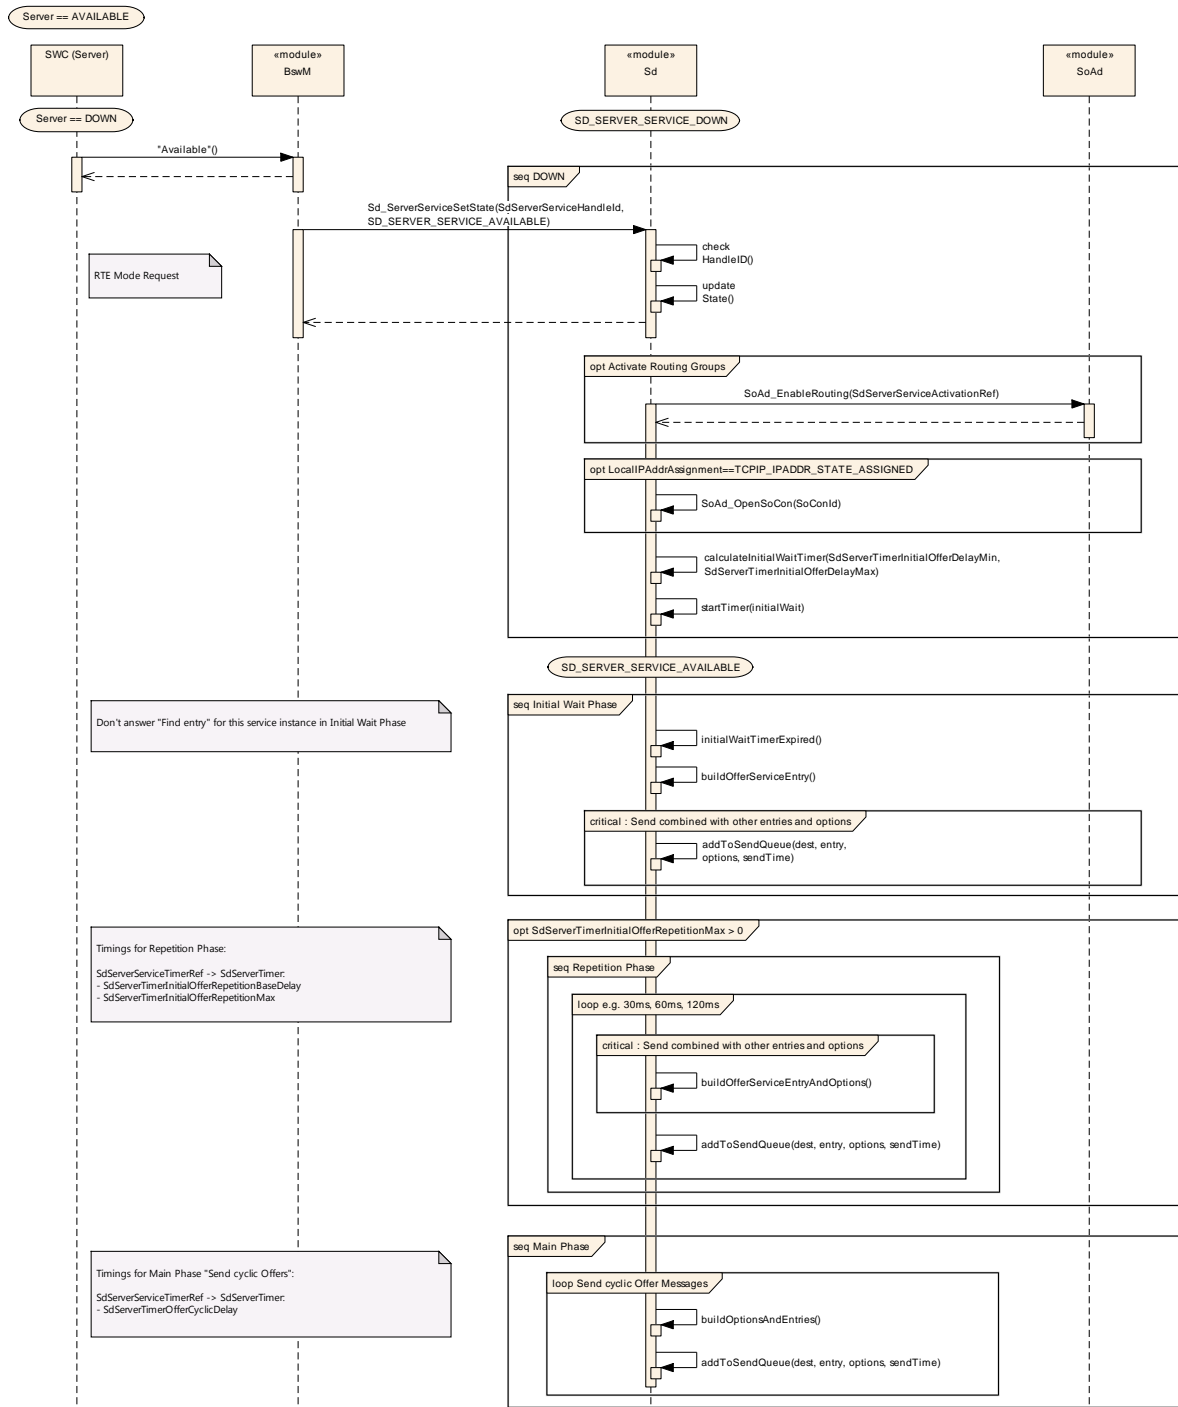 Server == AVAILABLE
SWC (Server)
«module»
BswM
«module»
Sd
«module»
SoAd
Server == DOWN
SD_SERVER_SERVICE_DOWN
"Available"()
seq DOWN
Sd_ServerServiceSetState(SdServerServiceHandleId,
SD_SERVER_SERVICE_AVAILABLE)
check
HandleID()
RTE Mode Request
update
State()
opt Activate Routing Groups
SoAd_EnableRouting(SdServerServiceActivationRef)
opt LocalIPAddrAssignment==TCPIP_IPADDR_STATE_ASSIGNED
SoAd_OpenSoCon(SoConId)
calculateInitialWaitTimer(SdServerTimerInitialOfferDelayMin,
SdServerTimerInitialOfferDelayMax)
startTimer(initialWait)
SD_SERVER_SERVICE_AVAILABLE
seq Initial Wait Phase
Don't answer "Find entry" for this service instance in Initial Wait Phase
initialWaitTimerExpired()
buildOfferServiceEntry()
critical : Send combined with other entries and options
addToSendQueue(dest, entry,
options, sendTime)
opt SdServerTimerInitialOfferRepetitionMax > 0
Timings for Repetition Phase:
SdServerServiceTimerRef -> SdServerTimer:
- SdServerTimerInitialOfferRepetitionBaseDelay
- SdServerTimerInitialOfferRepetitionMax
seq Repetition Phase
loop e.g. 30ms, 60ms, 120ms
critical : Send combined with other entries and options
buildOfferServiceEntryAndOptions()
addToSendQueue(dest, entry, options, sendTime)
seq Main Phase
Timings for Main Phase "Send cyclic Offers":
SdServerServiceTimerRef -> SdServerTimer:
- SdServerTimerOfferCyclicDelay
loop Send cyclic Offer Messages
buildOptionsAndEntries()
addToSendQueue(dest, entry, options, sendTime)